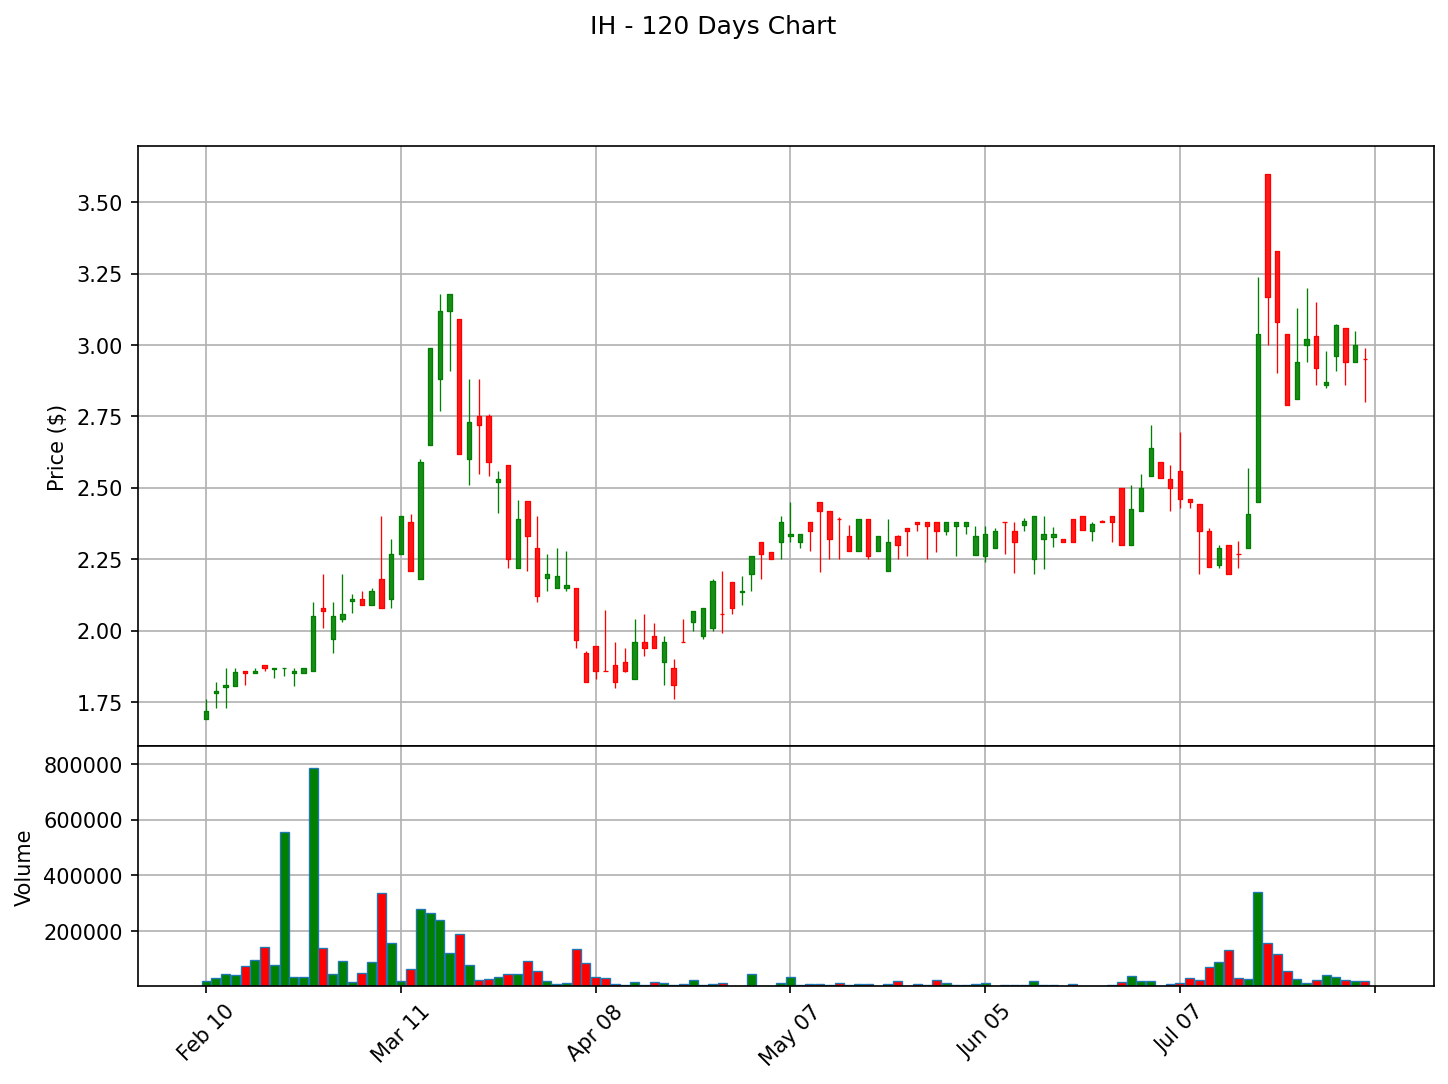 IH - 120 Days Chart
3.50
3.25
3.00
2.75
2.50
2.25
2.00
1.75
Price ($)
800000
600000
400000
200000
Volume
Feb 10
Mar 11
Apr 08
May 07
Jun 05
Jul 07